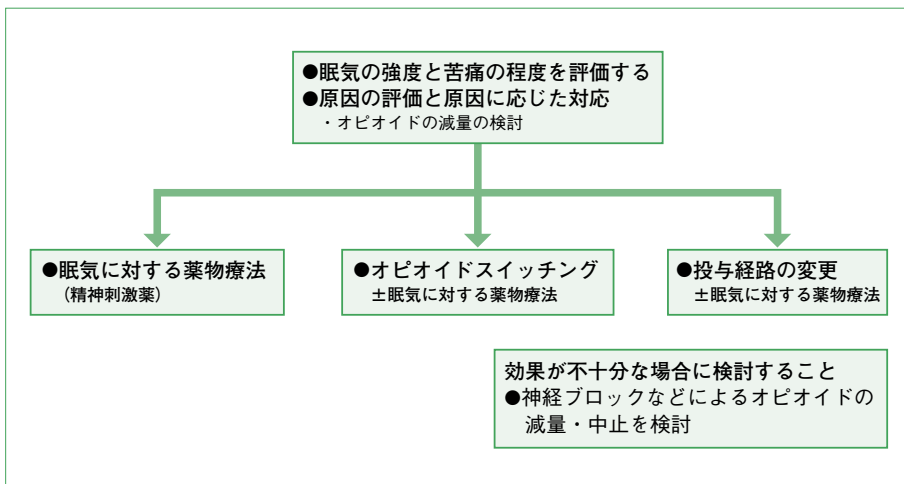 ●眠気の強度と苦痛の程度を評価する
●原因の評価と原因に応じた対応
・オピオイドの減量の検討
●眠気に対する薬物療法
(精神刺激薬)
●オピオイドスイッチング
±眠気に対する薬物療法
●投与経路の変更
±眠気に対する薬物療法
効果が不十分な場合に検討すること
●神経ブロックなどによるオピオイドの
減量・中止を検討